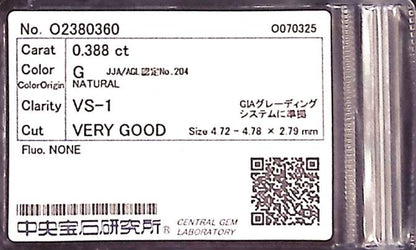 No. O2380360 O070325
Carat 0.388 ct
Color G JJA/AGL認定No.204
ColorOrigin NATURAL
Clarity VS-1 GIAグレーディング
システムに準拠
Cut VERY GOOD Size 4.72 - 4.78 × 2.79 mm
Fluo. NONE
中央宝石研究所® CENTRAL GEM
LABORATORY